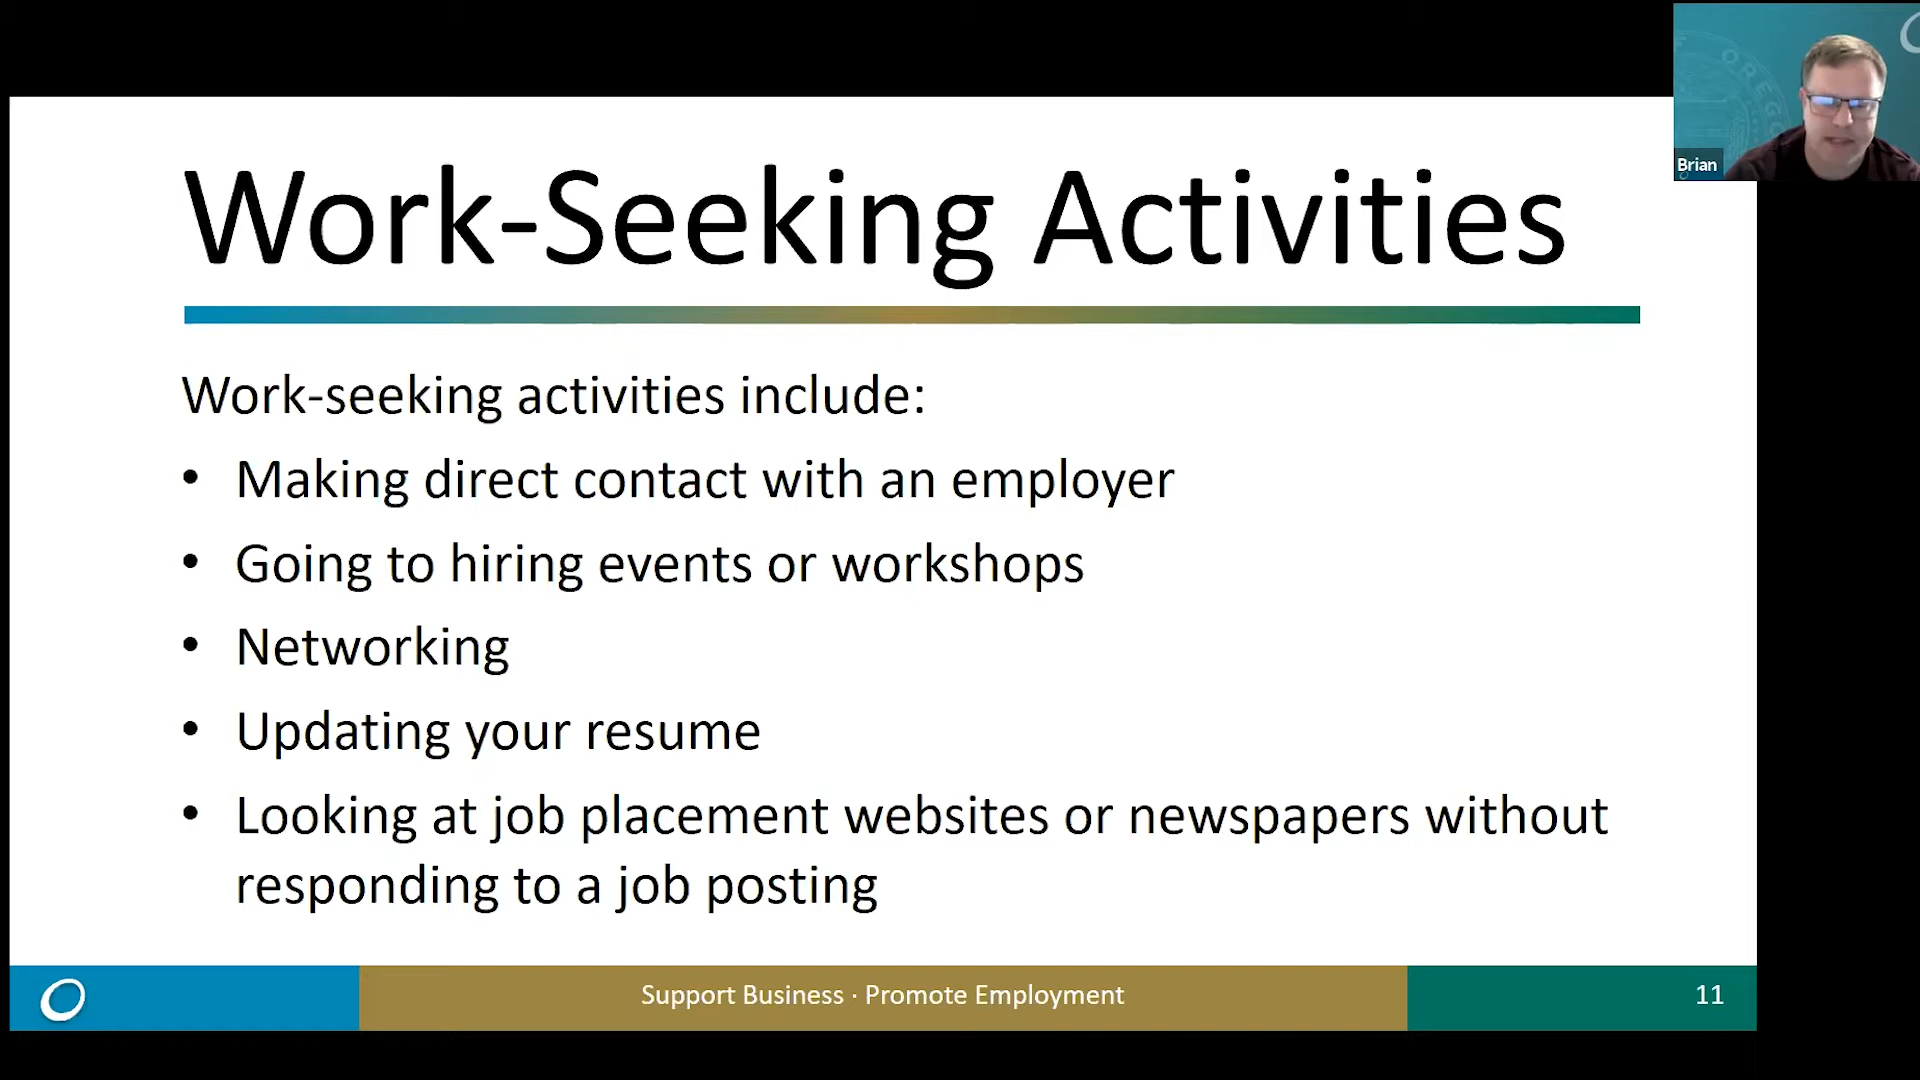 Work-Seeking Activities
Work-seeking activities include:
• Making direct contact with an employer
• Going to hiring events or workshops
• Networking
• Updating your resume
• Looking at job placement websites or newspapers without
responding to a job posting
Support Business · Promote Employment
11
Brian